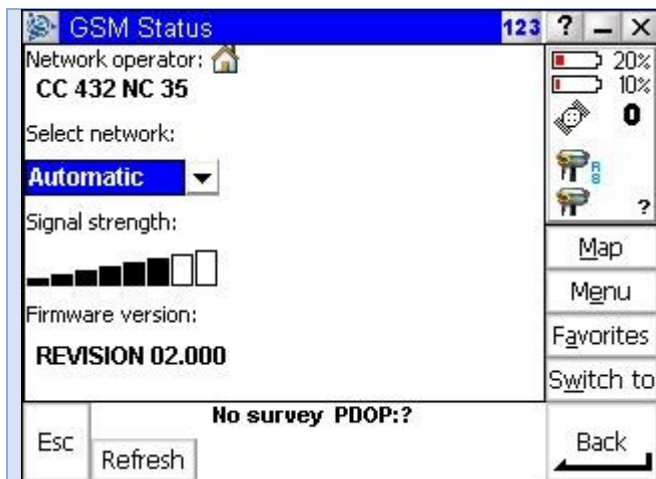 GSM Status
123 ? – X
Network operator:
CC 432 NC 35
20%
10%
0
R8
?
Select network:
Automatic
Signal strength:
Firmware version:
REVISION 02.000
Map
Menu
Favorites
Switch to
No survey PDOP:?
Esc
Refresh
Back